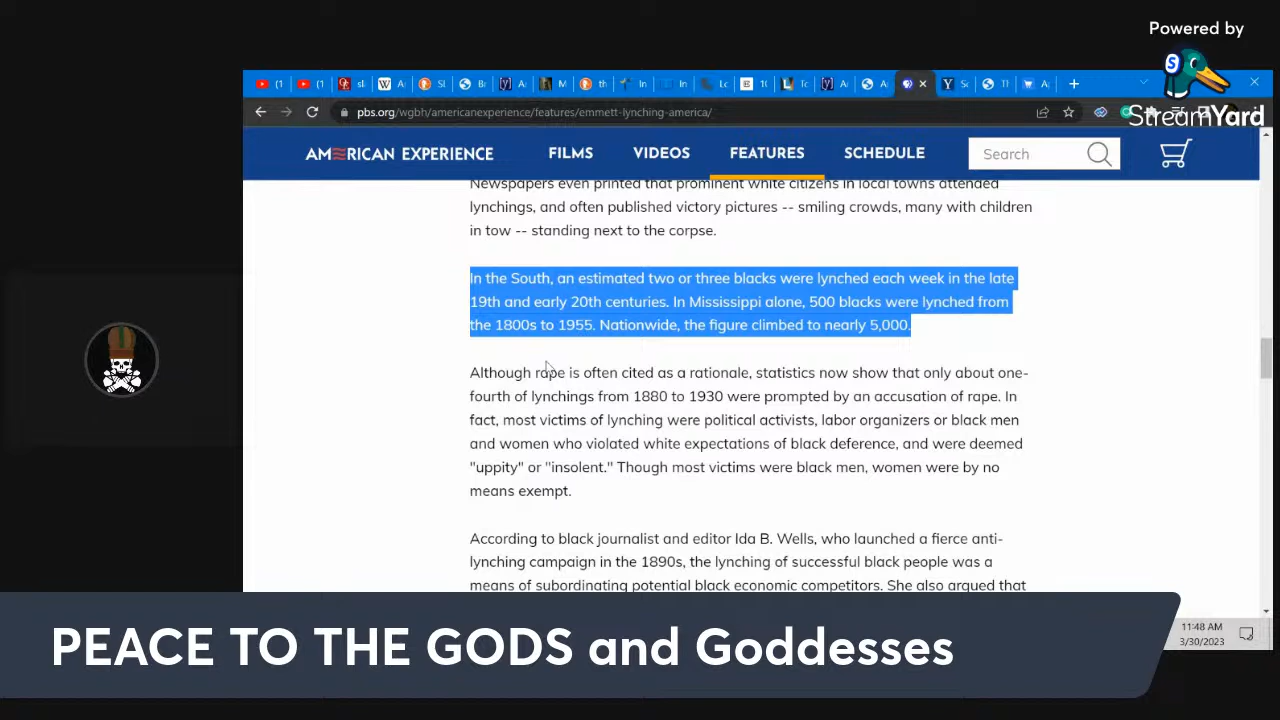 Powered by
StreamYard
pbs.org/wgbh/americanexperience/features/emmett-lynching-america/
AMERICAN EXPERIENCE FILMS VIDEOS FEATURES SCHEDULE Search
Newspapers even printed that prominent white citizens in local towns attended
lynchings, and often published victory pictures -- smiling crowds, many with children
in tow -- standing next to the corpse.
In the South, an estimated two or three blacks were lynched each week in the late
19th and early 20th centuries. In Mississippi alone, 500 blacks were lynched from
the 1800s to 1955. Nationwide, the figure climbed to nearly 5,000.
Although rape is often cited as a rationale, statistics now show that only about one-
fourth of lynchings from 1880 to 1930 were prompted by an accusation of rape. In
fact, most victims of lynching were political activists, labor organizers or black men
and women who violated white expectations of black deference, and were deemed
"uppity" or "insolent." Though most victims were black men, women were by no
means exempt.
According to black journalist and editor Ida B. Wells, who launched a fierce anti-
lynching campaign in the 1890s, the lynching of successful black people was a
means of subordinating potential black economic competitors. She also argued that
PEACE TO THE GODS and Goddesses
11:48 AM
3/30/2023